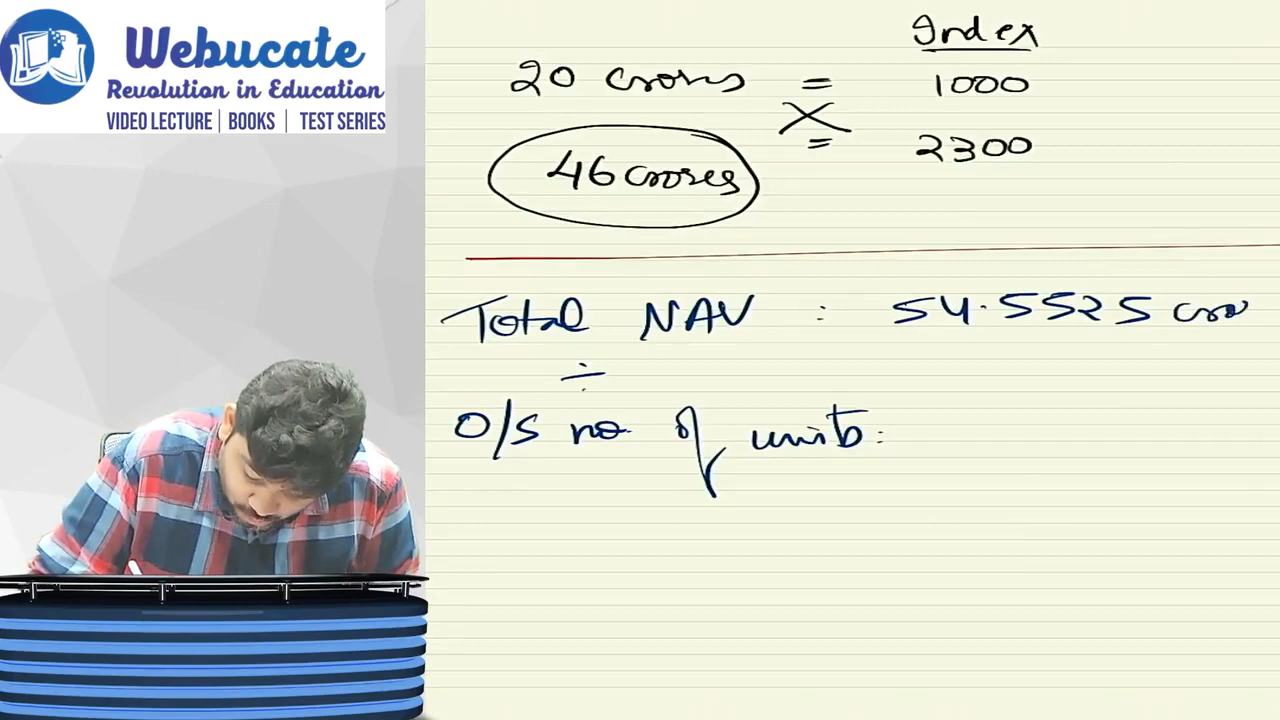 Webucate
Revolution in Education
VIDEO LECTURE | BOOKS | TEST SERIES
Index
20 crores = 1000
46 crores = 2300
Total NAV : 54.5525 cro
÷
O/S no. of units :